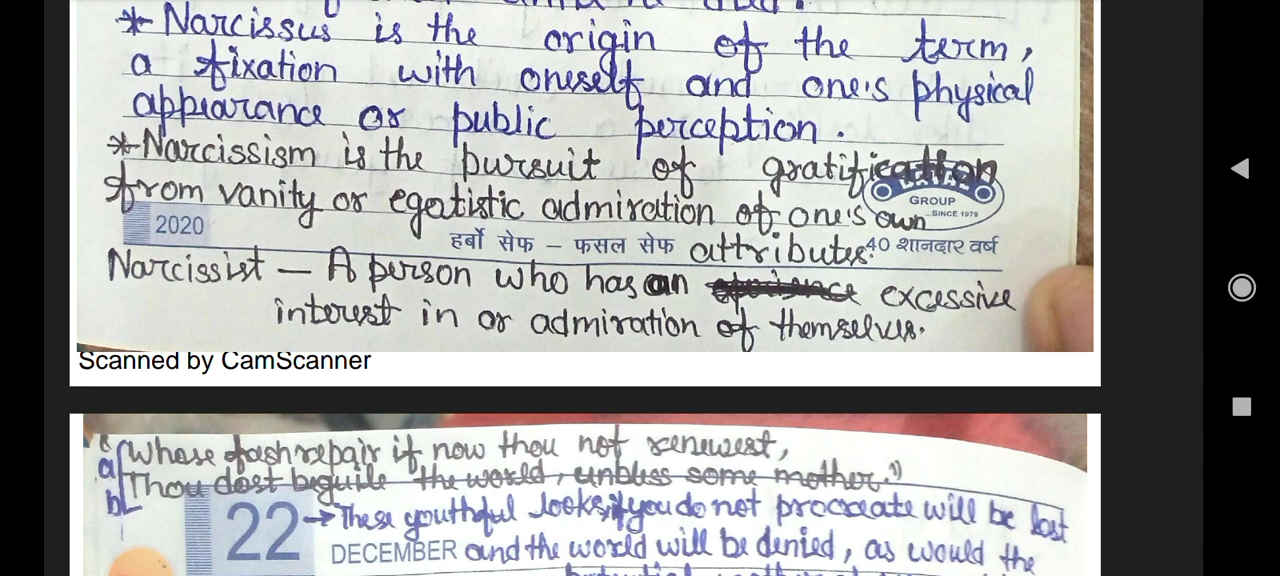 * Narcissus is the origin of the term,
a fixation with oneself and one's physical
appearance or public perception.
* Narcissism is the pursuit of gratification
from vanity or egotistic admiration of one's own
GROUP
...SINCE 1979
2020
हर्बो सेफ – फसल सेफ attributes. 40 शानदार वर्ष
Narcissist — A person who has an excessive
interest in or admiration of themselves.
Scanned by CamScanner
a "Whose fash repair if now thou not renewest,
b Thou dost beguile the world, unbless some mother."
22 → These youthful looks, if you do not procreate will be lost
DECEMBER and the world will be denied, as would the